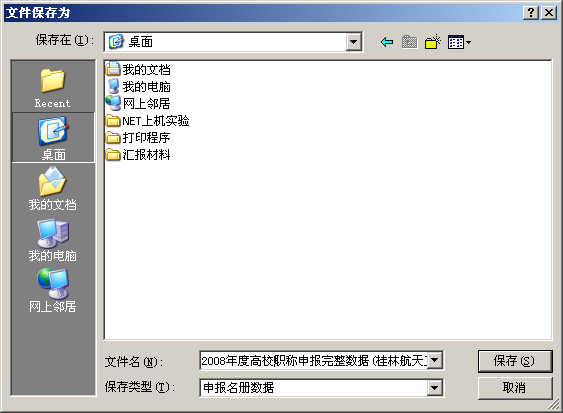 文件保存为
保存在(I):
桌面
Recent
桌面
我的文档
我的电脑
网上邻居
我的文档
我的电脑
网上邻居
NET上机实验
打印程序
汇报材料
文件名(N):
2008年度高校职称申报完整数据(桂林航天
保存(S)
保存类型(T):
申报名册数据
取消